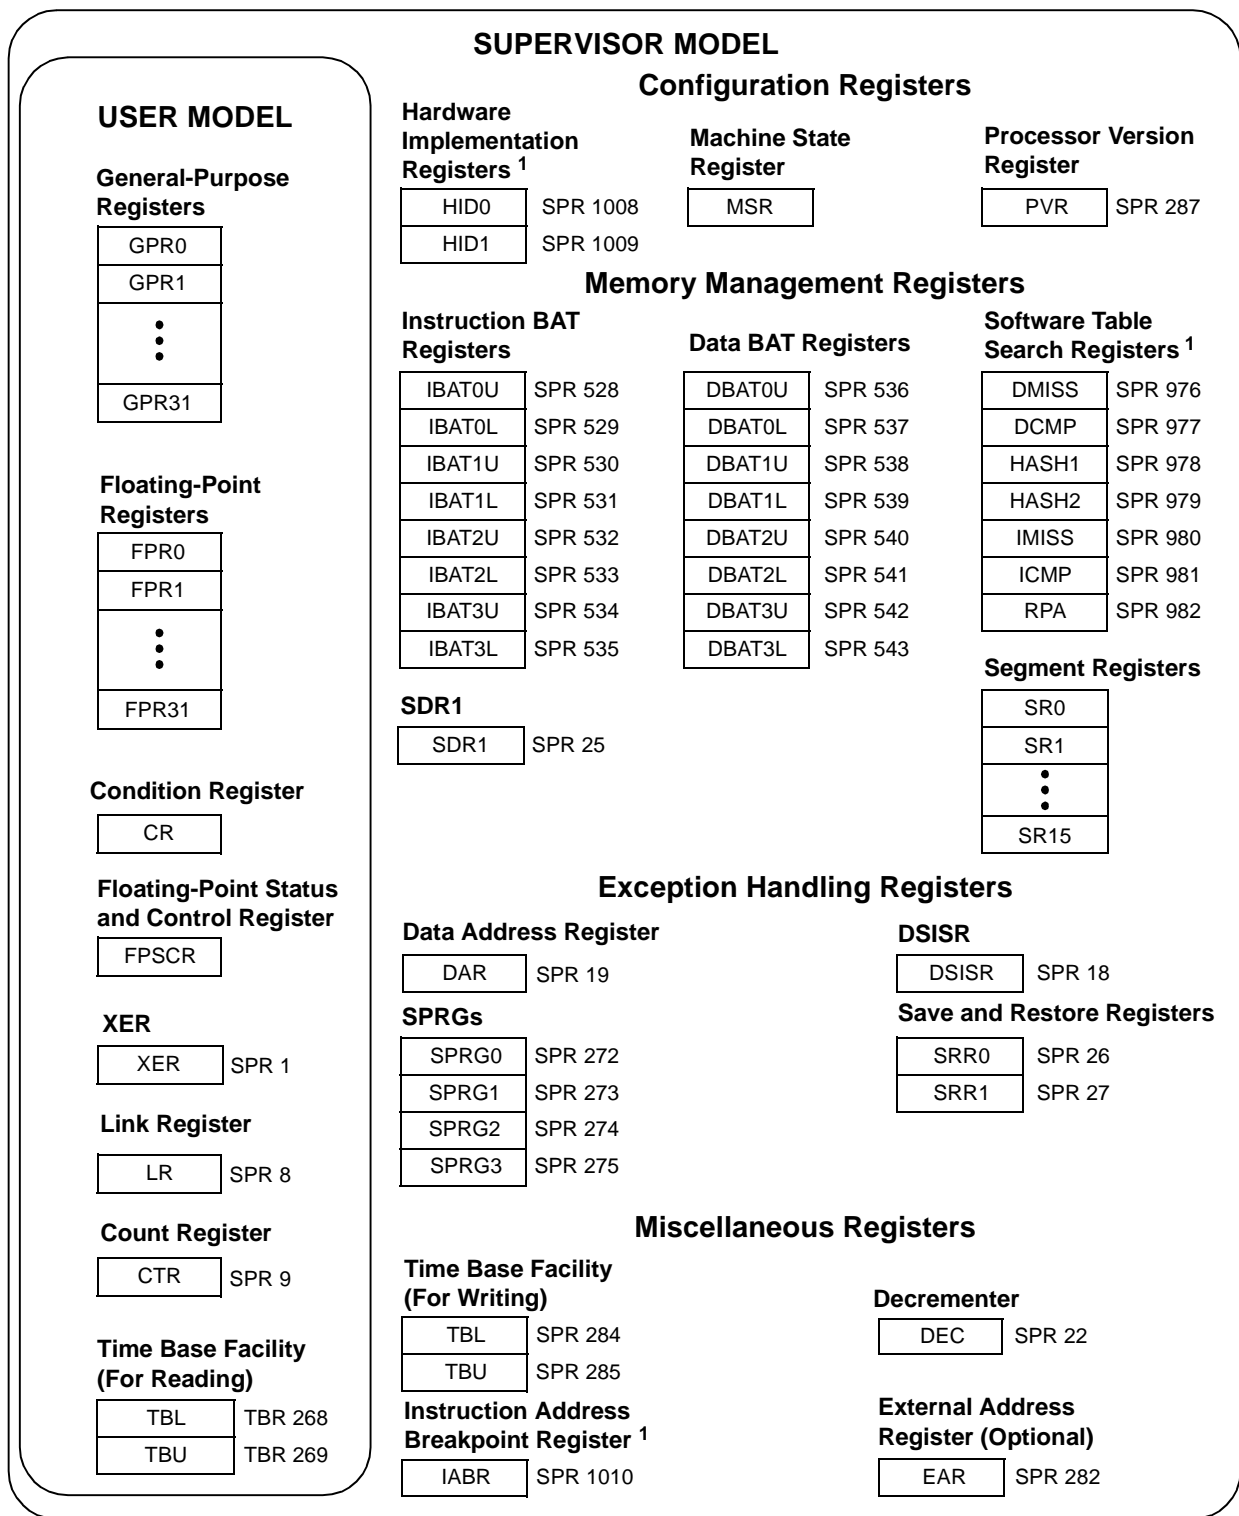 SUPERVISOR MODEL
USER MODEL
General-Purpose
Registers
GPR0
GPR1
GPR31
Floating-Point
Registers
FPR0
FPR1
FPR31
Condition Register
CR
Floating-Point Status
and Control Register
FPSCR
XER
XER SPR 1
Link Register
LR SPR 8
Count Register
CTR SPR 9
Time Base Facility
(For Reading)
TBL TBR 268
TBU TBR 269
Configuration Registers
Hardware
Implementation
Registers 1
HID0 SPR 1008
HID1 SPR 1009
Machine State
Register
MSR
Processor Version
Register
PVR SPR 287
Memory Management Registers
Instruction BAT
Registers
IBAT0U SPR 528
IBAT0L SPR 529
IBAT1U SPR 530
IBAT1L SPR 531
IBAT2U SPR 532
IBAT2L SPR 533
IBAT3U SPR 534
IBAT3L SPR 535
Data BAT Registers
DBAT0U SPR 536
DBAT0L SPR 537
DBAT1U SPR 538
DBAT1L SPR 539
DBAT2U SPR 540
DBAT2L SPR 541
DBAT3U SPR 542
DBAT3L SPR 543
Software Table
Search Registers 1
DMISS SPR 976
DCMP SPR 977
HASH1 SPR 978
HASH2 SPR 979
IMISS SPR 980
ICMP SPR 981
RPA SPR 982
SDR1
SDR1 SPR 25
Segment Registers
SR0
SR1
SR15
Exception Handling Registers
Data Address Register
DAR SPR 19
DSISR
DSISR SPR 18
SPRGs
SPRG0 SPR 272
SPRG1 SPR 273
SPRG2 SPR 274
SPRG3 SPR 275
Save and Restore Registers
SRR0 SPR 26
SRR1 SPR 27
Miscellaneous Registers
Time Base Facility
(For Writing)
TBL SPR 284
TBU SPR 285
Decrementer
DEC SPR 22
Instruction Address
Breakpoint Register 1
IABR SPR 1010
External Address
Register (Optional)
EAR SPR 282